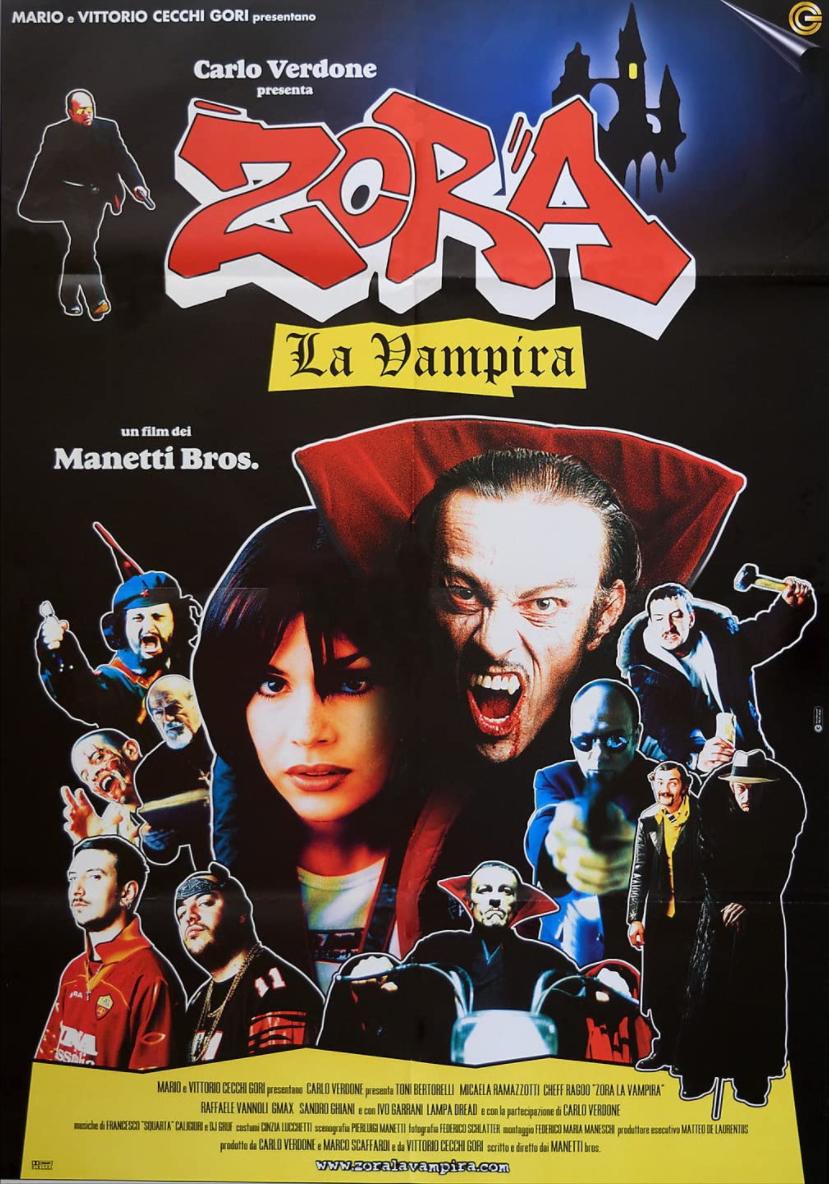 MARIO e VITTORIO CECCHI GORI presentano
Carlo Verdone
presenta
ZORA
La Vampira
un film dei
Manetti Bros.
11
MARIO e VITTORIO CECCHI GORI presentano CARLO VERDONE presenta TONI BERTORELLI MICAELA RAMAZZOTTI CHEFF RAGOO "ZORA LA VAMPIRA"
RAFFAELE VANNOLI GMAX SANDRO GHIANI e con IVO GARRANI LAMPA DREAD e con la partecipazione di CARLO VERDONE
musiche di FRANCESCO "SQUARTA" CALIGIURI e DJ GRUF costumi CINZIA LUCCHETTI scenografia PIERLUIGI MANETTI fotografia FEDERICO SCHLATTER montaggio FEDERICO MARIA MANESCHI produttore esecutivo MATTEO DE LAURENTIIS
prodotto da CARLO VERDONE e MARCO SCAFFARDI e da VITTORIO CECCHI GORI scritto e diretto dai MANETTI bros.
www.zoralavampira.com